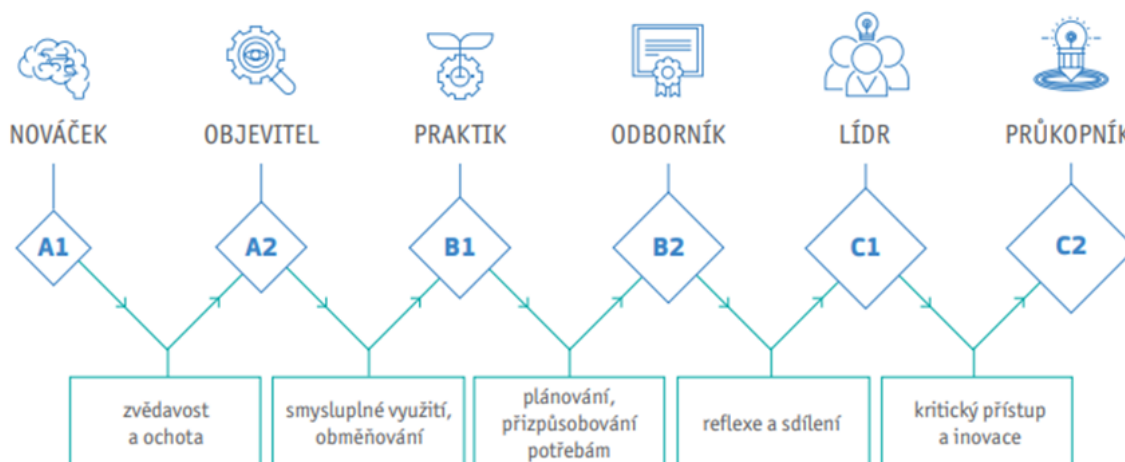 NOVÁČEK
OBJEVITEL
PRAKTIK
ODBORNÍK
LÍDR
PRŮKOPNÍK
A1
A2
B1
B2
C1
C2
zvědavost
a ochota
smysluplné využití,
obměňování
plánování,
přizpůsobování
potřebám
reflexe a sdílení
kritický přístup
a inovace